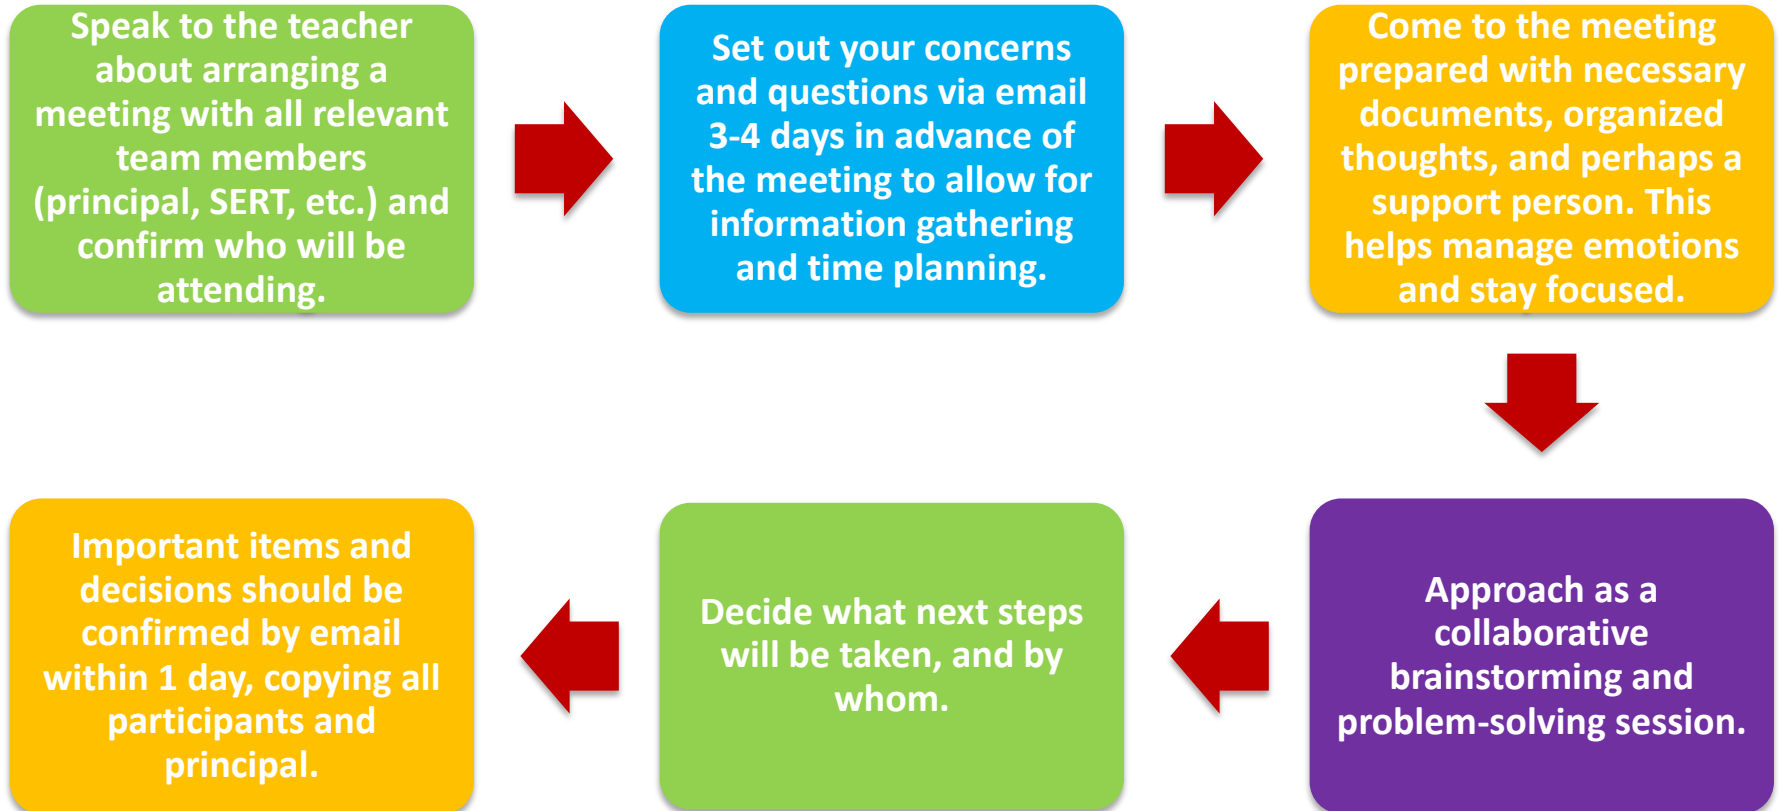 Speak to the teacher
about arranging a
meeting with all relevant
team members
(principal, SERT, etc.) and
confirm who will be
attending.
Set out your concerns
and questions via email
3-4 days in advance of
the meeting to allow for
information gathering
and time planning.
Come to the meeting
prepared with necessary
documents, organized
thoughts, and perhaps a
support person. This
helps manage emotions
and stay focused.
Approach as a
collaborative
brainstorming and
problem-solving session.
Decide what next steps
will be taken, and by
whom.
Important items and
decisions should be
confirmed by email
within 1 day, copying all
participants and
principal.